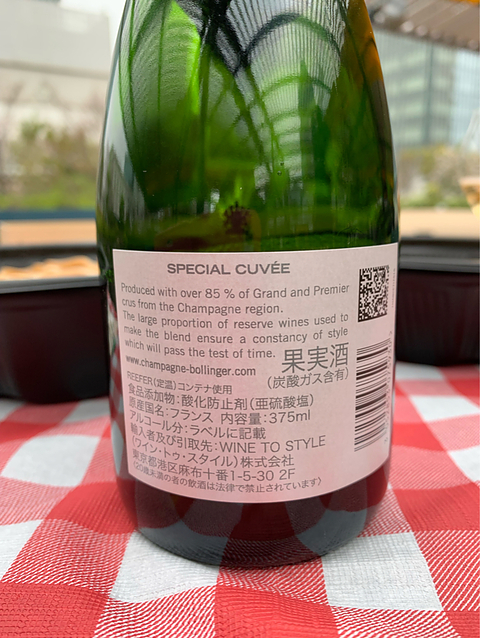 SPECIAL CUVÉE
Produced with over 85 % of Grand and Premier
crus from the Champagne region.
The large proportion of reserve wines used to
make the blend ensure a constancy of style
which will pass the test of time.
www.champagne-bollinger.com
果実酒
(炭酸ガス含有)
REEFER(定温)コンテナ使用
食品添加物:酸化防止剤(亜硫酸塩)
原産国名:フランス 内容量:375ml
アルコール分:ラベルに記載
輸入者及び引取先:WINE TO STYLE
(ワイン・トゥ・スタイル)株式会社
東京都港区麻布十番1-5-30 2F
〈20歳未満の者の飲酒は法律で禁止されています〉